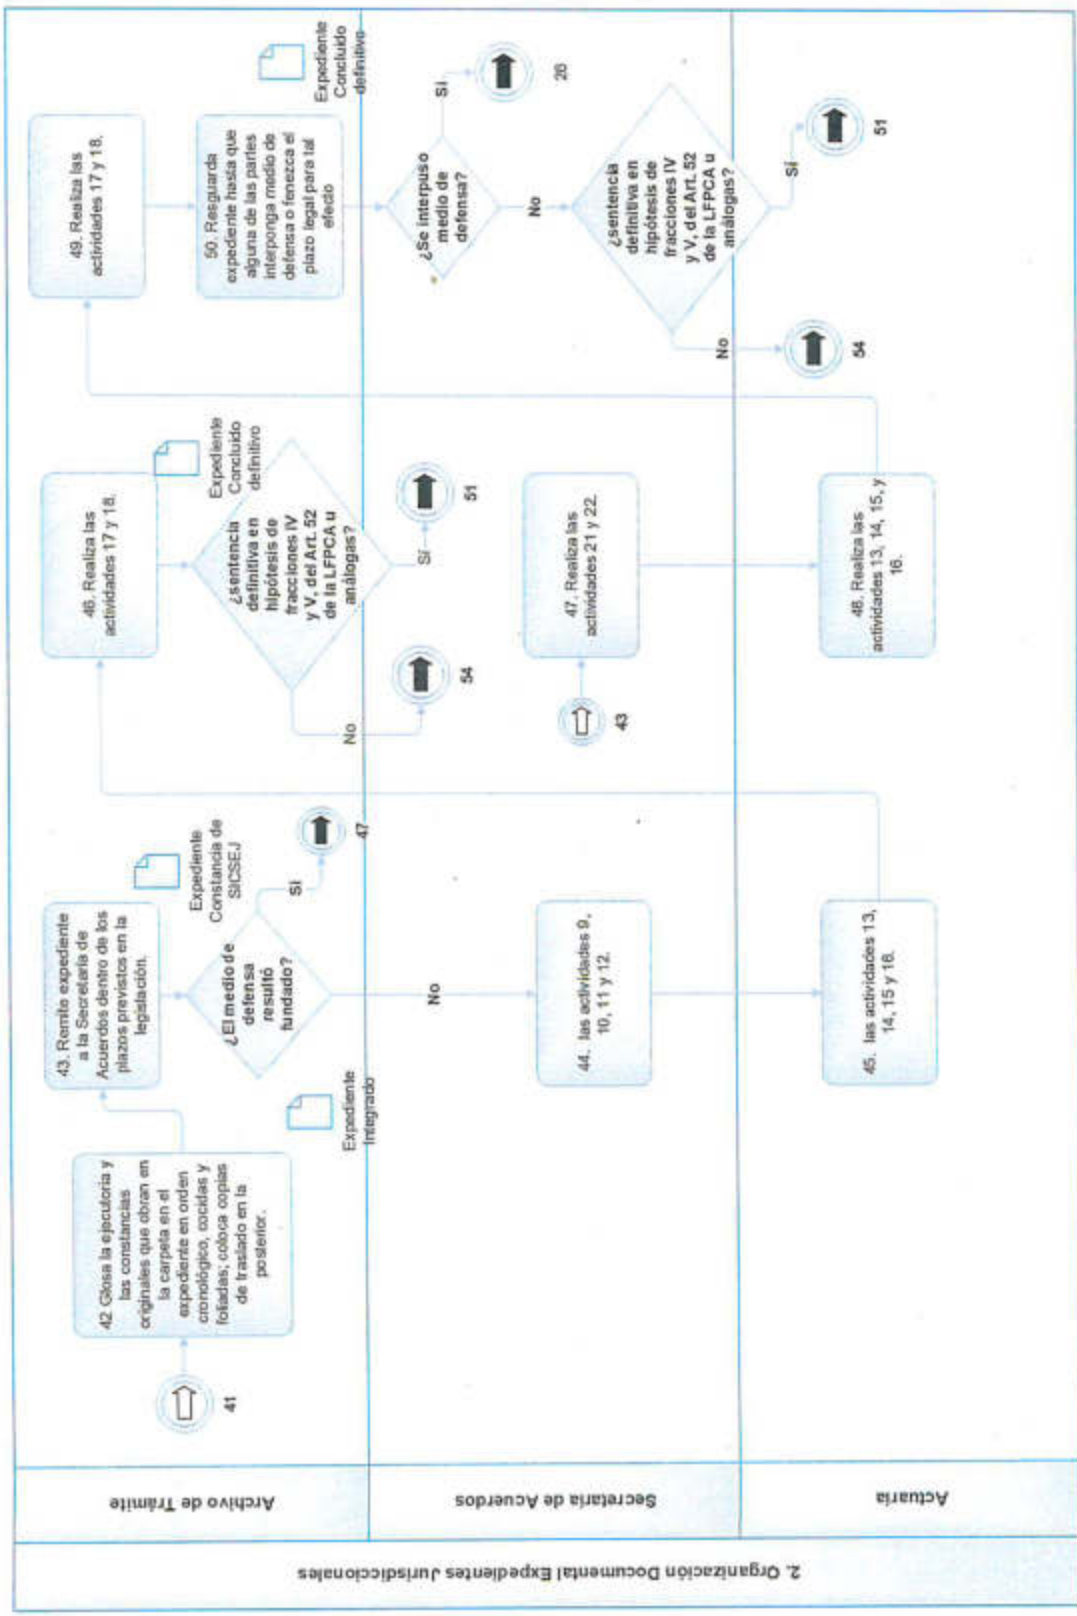 2. Organización Documental Expedientes Jurisdiccionales
Archivo de Trámite
Secretaría de Acuerdos
Actuaria
41
42 Glosa la ejecutoria y
las constancias
originales que obran en
la carpeta en el
expediente en orden
cronológico, cocidas y
foliadas; coloca copias
de traslado en la
posterior.
Expediente
Integrado
43. Remite expediente
a la Secretaría de
Acuerdos dentro de los
plazos previstos en la
legislación.
Expediente
Constancia de
SICSEJ
¿El medio de
defensa
resultó
fundado?
Sí
47
No
44. las actividades 9,
10, 11 y 12.
45. las actividades 13,
14, 15 y 16.
46. Realiza las
actividades 17 y 18.
Expediente
Concluido
definitivo
¿sentencia
definitiva en
hipótesis de
fracciones IV
y V, del Art. 52
de la LFPCA u
análogas?
No
54
Sí
51
43
47. Realiza las
actividades 21 y 22.
48. Realiza las
actividades 13, 14, 15, y
16.
49. Realiza las
actividades 17 y 18.
50. Resguarda
expediente hasta que
alguna de las partes
interponga medio de
defensa o fenezca el
plazo legal para tal
efecto
Expediente
Concluido
definitivo
¿Se interpuso
medio de
defensa?
Sí
26
No
¿sentencia
definitiva en
hipótesis de
fracciones IV
y V, del Art. 52
de la LFPCA u
análogas?
No
54
Sí
51